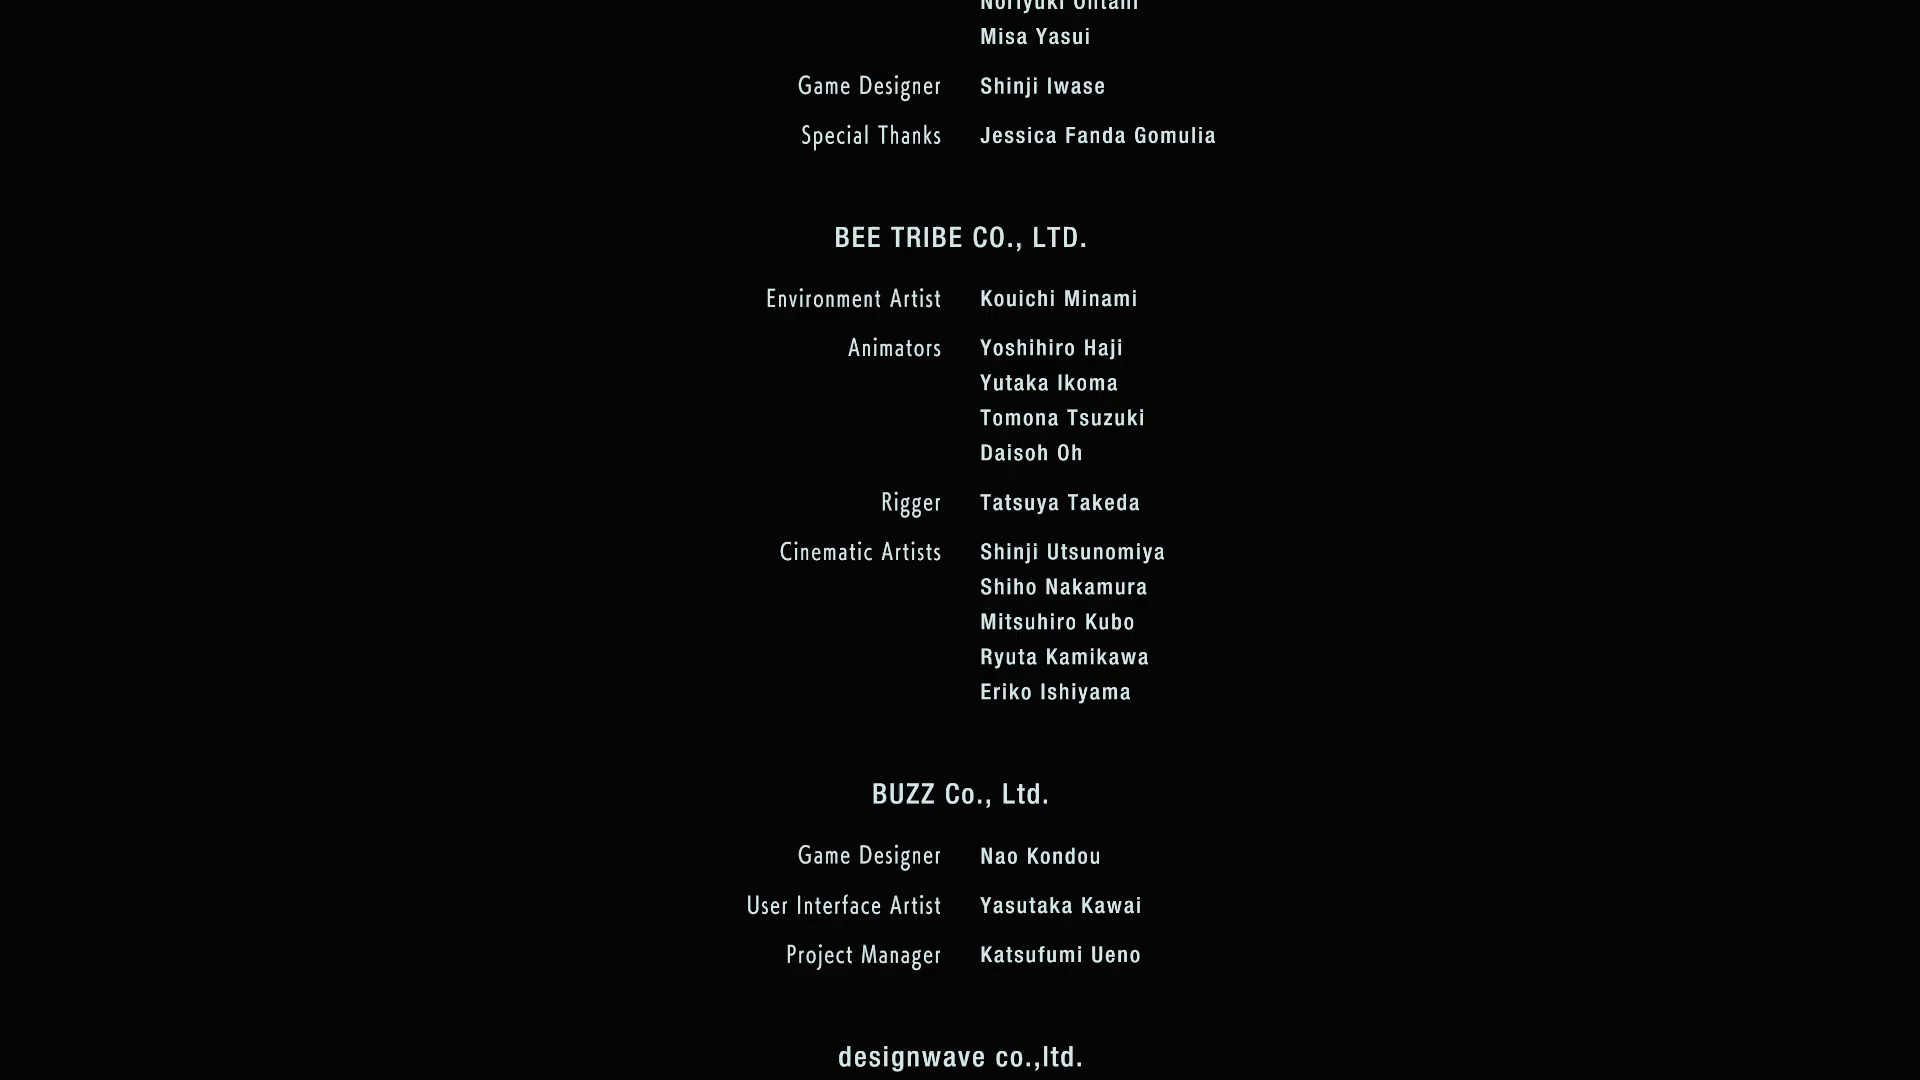 Noriyuki Ohtani
Misa Yasui
Game Designer Shinji Iwase
Special Thanks Jessica Fanda Gomulia
BEE TRIBE CO., LTD.
Environment Artist Kouichi Minami
Animators Yoshihiro Haji
Yutaka Ikoma
Tomona Tsuzuki
Daisoh Oh
Rigger Tatsuya Takeda
Cinematic Artists Shinji Utsunomiya
Shiho Nakamura
Mitsuhiro Kubo
Ryuta Kamikawa
Eriko Ishiyama
BUZZ Co., Ltd.
Game Designer Nao Kondou
User Interface Artist Yasutaka Kawai
Project Manager Katsufumi Ueno
designwave co.,ltd.